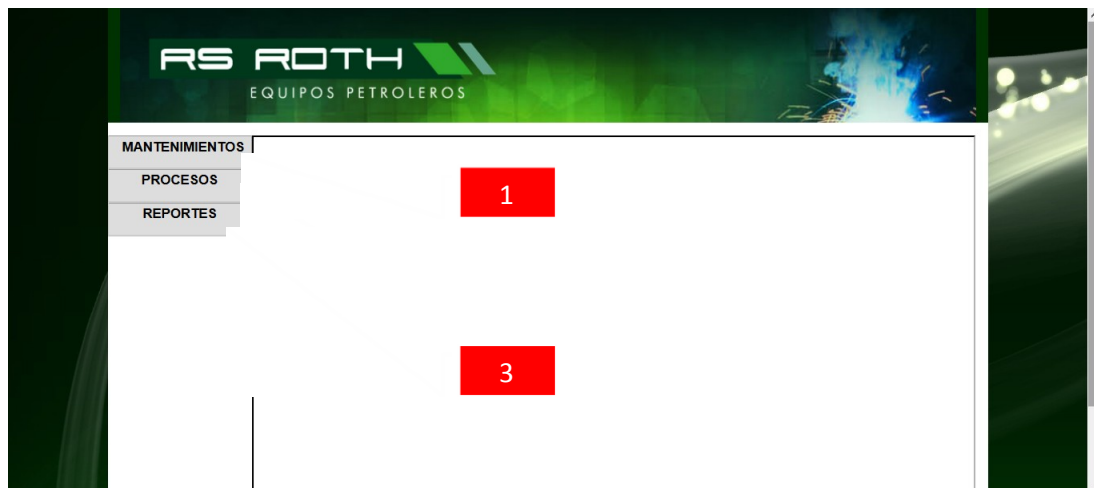 RS ROTH
EQUIPOS PETROLEROS
MANTENIMIENTOS
PROCESOS
REPORTES
1
3